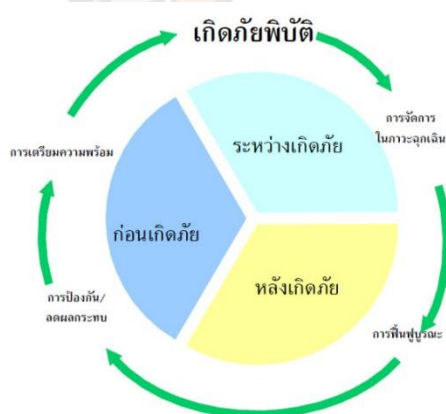 เกิดภัยพิบัติ
การจัดการ
ในภาวะฉุกเฉิน
การเตรียมความพร้อม
ระหว่างเกิดภัย
ก่อนเกิดภัย
หลังเกิดภัย
การป้องกัน/
ลดผลกระทบ
การฟื้นฟูบูรณะ